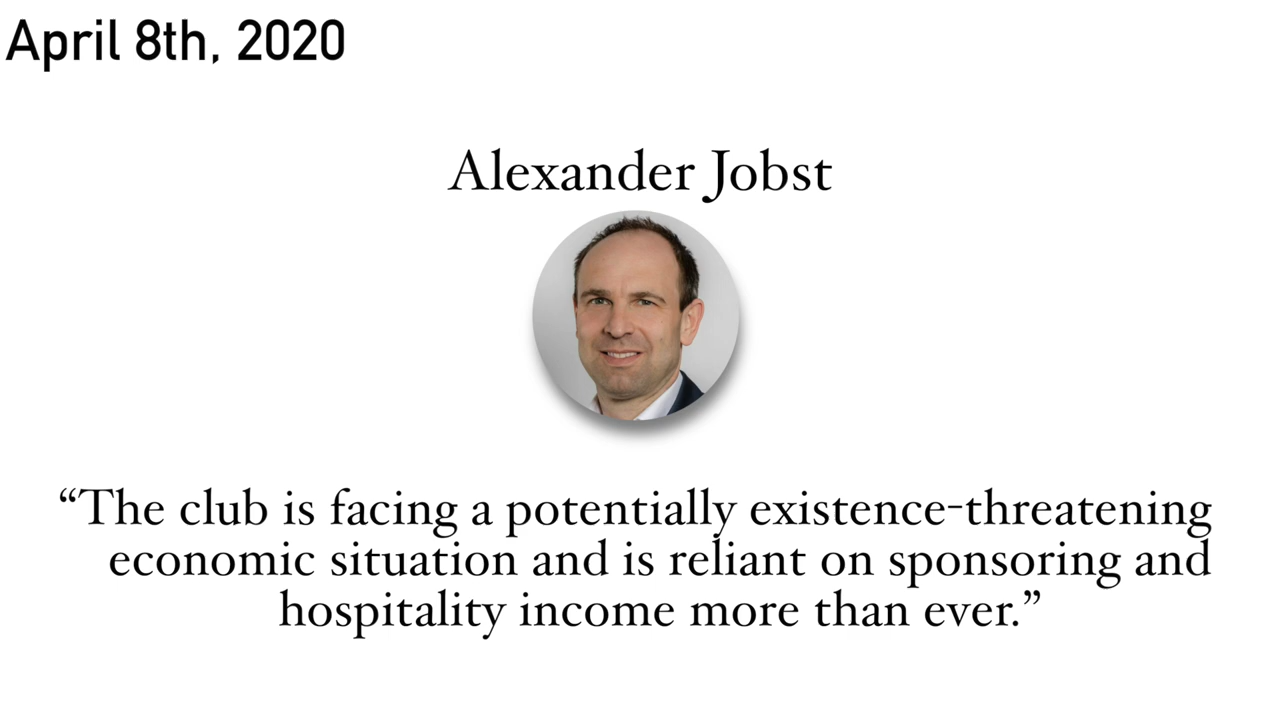 April 8th, 2020
Alexander Jobst
“The club is facing a potentially existence-threatening
economic situation and is reliant on sponsoring and
hospitality income more than ever.”